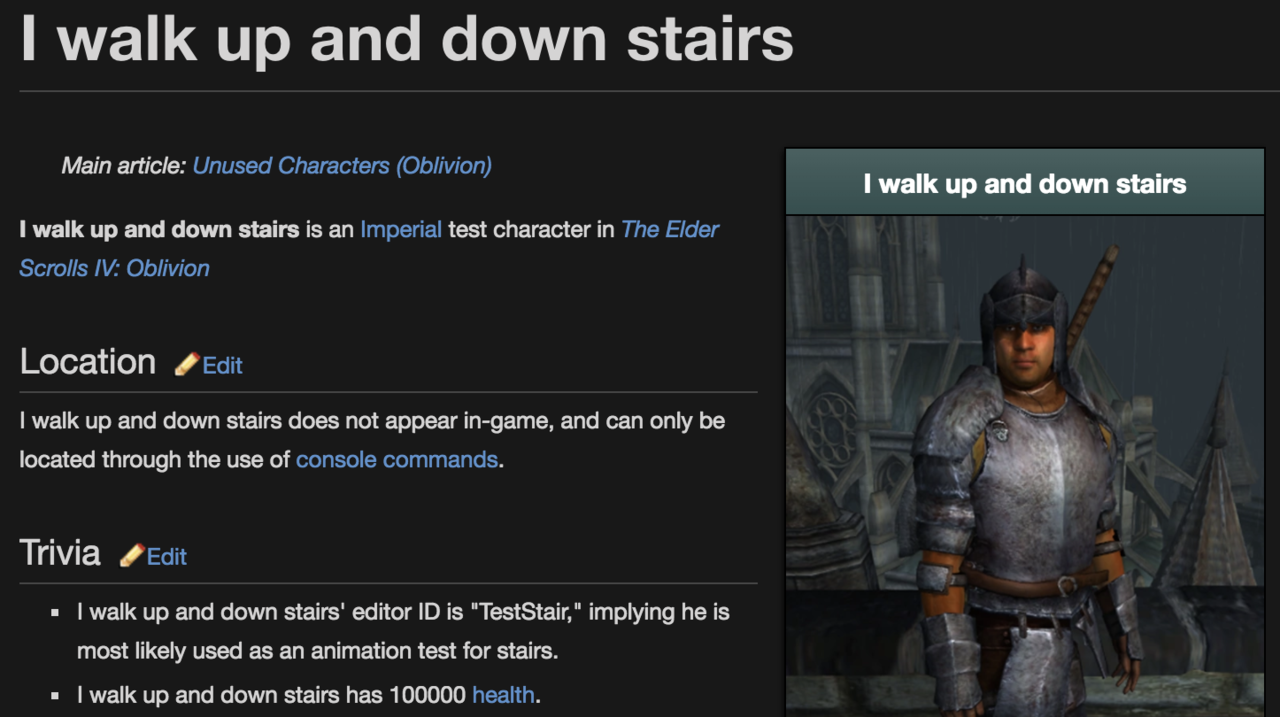 I walk up and down stairs
Main article: Unused Characters (Oblivion)
I walk up and down stairs
I walk up and down stairs is an Imperial test character in The Elder
Scrolls IV: Oblivion
Location Edit
I walk up and down stairs does not appear in-game, and can only be
located through the use of console commands.
Trivia Edit
▪ I walk up and down stairs' editor ID is "TestStair," implying he is
most likely used as an animation test for stairs.
▪ I walk up and down stairs has 100000 health.